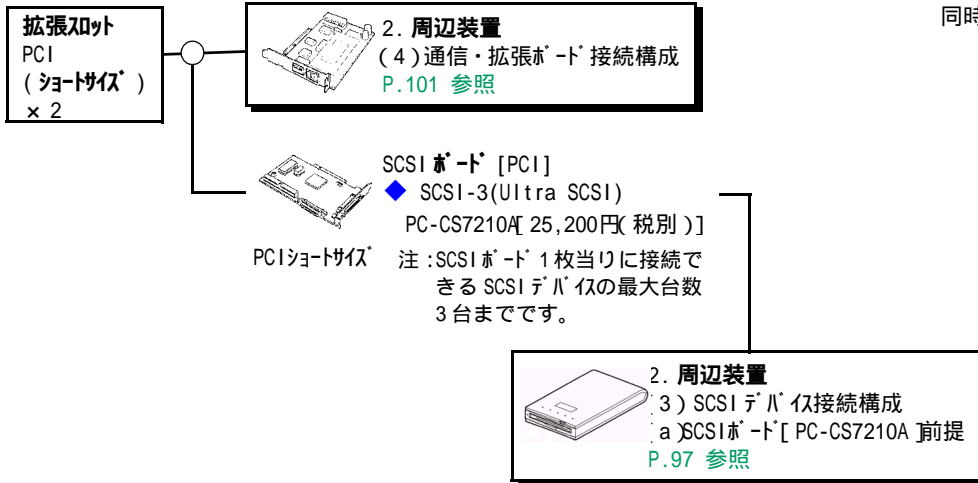 拡張ｽﾛｯﾄ
PCI
(ｼｮｰﾄｻｲｽﾞ)
×2
2.周辺装置
(4)通信・拡張ﾎﾞｰﾄﾞ接続構成
P.101 参照
同時
SCSIﾎﾞｰﾄﾞ[PCI]
◆ SCSI-3(Ultra SCSI)
PC-CS7210A[25,200円(税別)]
PCIｼｮｰﾄｻｲｽﾞ
注:SCSIﾎﾞｰﾄﾞ1枚当りに接続で
きるSCSIﾃﾞﾊﾞｲｽの最大台数
3台までです。
2.周辺装置
3)SCSIﾃﾞﾊﾞｲｽ接続構成
a)SCSIﾎﾞｰﾄﾞ[PC-CS7210A]前提
P.97 参照